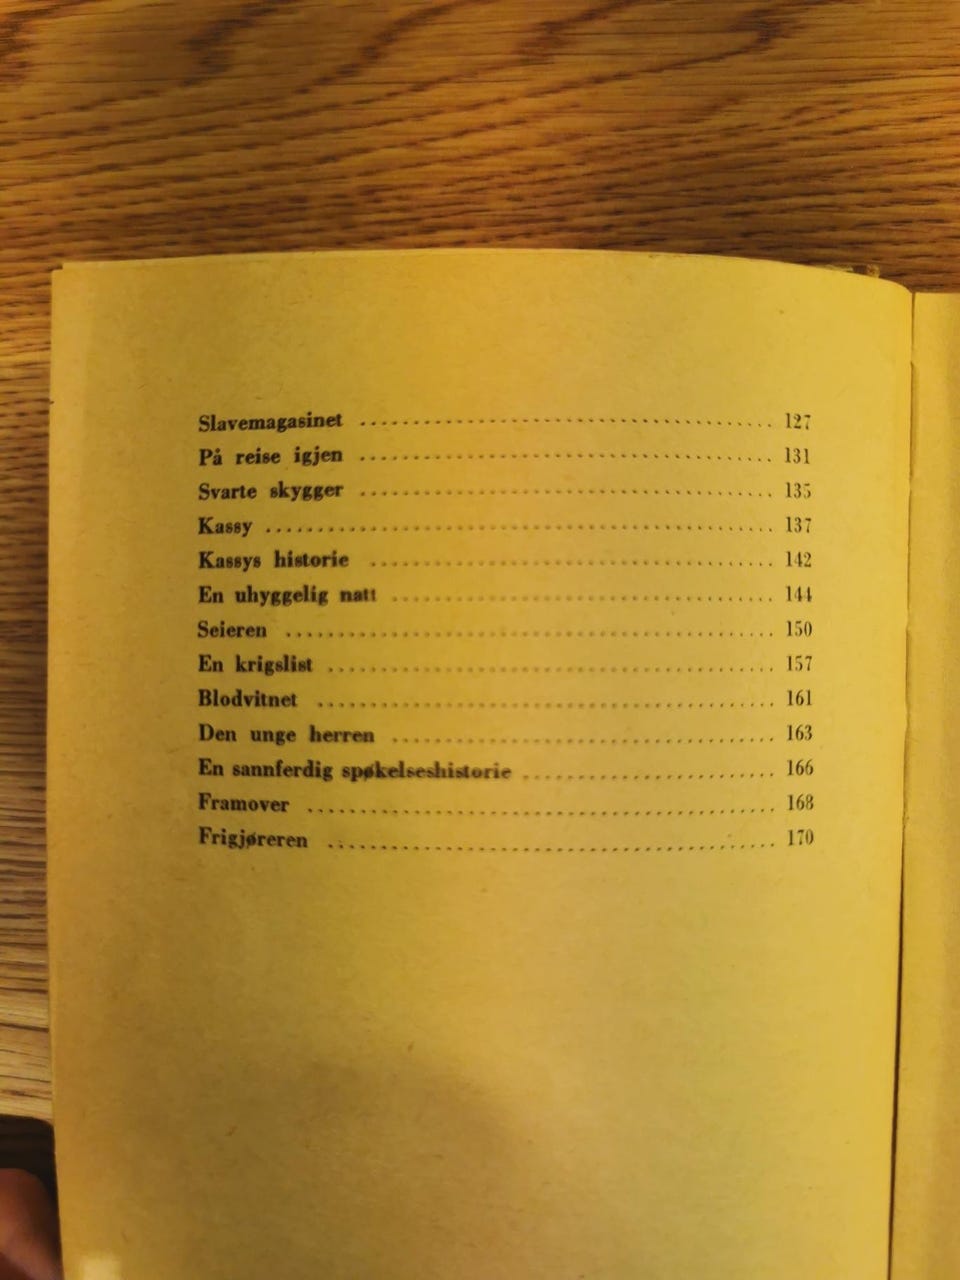 Slavemagasinet ........................................ 127
På reise igjen ........................................ 131
Svarte skygger ........................................ 135
Kassy ........................................ 137
Kassys historie ........................................ 142
En uhyggelig natt ........................................ 144
Seieren ........................................ 150
En krigslist ........................................ 157
Blodvitnet ........................................ 161
Den unge herren ........................................ 163
En sannferdig spøkelseshistorie ........................................ 166
Framover ........................................ 168
Frigjøreren ........................................ 170